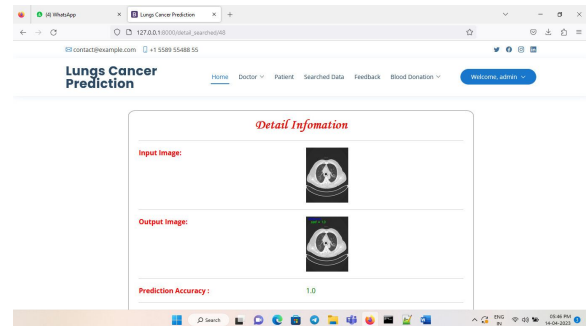 (4) WhatsApp
Lungs Cancer Prediction
127.0.0.1:8000/detail_searched/48
contact@example.com
+1 5589 55488 55
Lungs Cancer
Prediction
Home
Doctor
Patient
Searched Data
Feedback
Blood Donation
Welcome, admin
Detail Infomation
Input Image:
Output Image:
Prediction Accuracy :
1.0
Search
ENG
IN
05:46 PM
14-04-2023